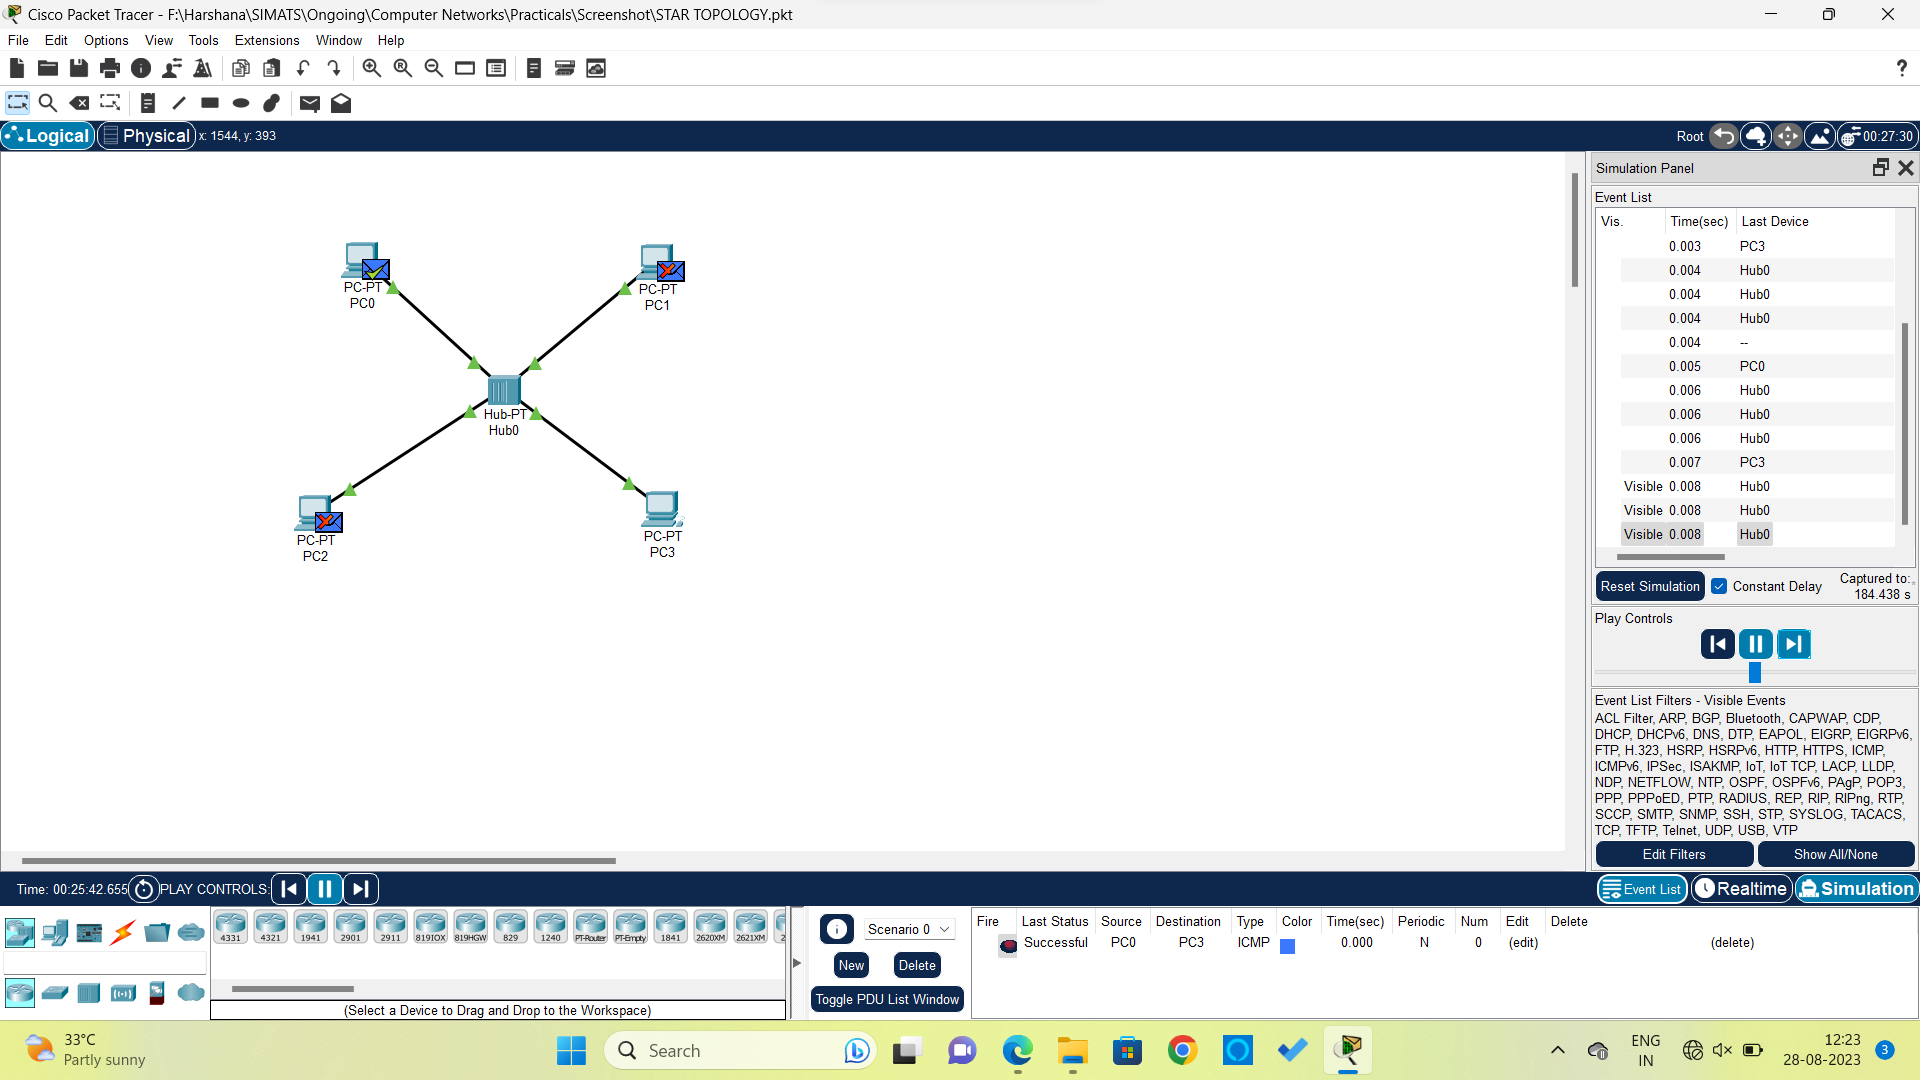 Cisco Packet Tracer - F:\Harshana\SIMATS\Ongoing\Computer Networks\Practicals\Screenshot\STAR TOPOLOGY.pkt
File Edit Options View Tools Extensions Window Help
?
Logical Physical x: 1544, y: 393 Root 00:27:30
PC-PT
PC0
PC-PT
PC1
Hub-PT
Hub0
PC-PT
PC2
PC-PT
PC3
Simulation Panel
Event List
Vis. Time(sec) Last Device
0.003 PC3
0.004 Hub0
0.004 Hub0
0.004 Hub0
0.004 --
0.005 PC0
0.006 Hub0
0.006 Hub0
0.006 Hub0
0.007 PC3
Visible 0.008 Hub0
Visible 0.008 Hub0
Visible 0.008 Hub0
Reset Simulation Constant Delay Captured to:
184.438 s
Play Controls
Event List Filters - Visible Events
ACL Filter, ARP, BGP, Bluetooth, CAPWAP, CDP,
DHCP, DHCPv6, DNS, DTP, EAPOL, EIGRP, EIGRPv6,
FTP, H.323, HSRP, HSRPv6, HTTP, HTTPS, ICMP,
ICMPv6, IPSec, ISAKMP, IoT, IoT TCP, LACP, LLDP,
NDP, NETFLOW, NTP, OSPF, OSPFv6, PAgP, POP3,
PPP, PPPoED, PTP, RADIUS, REP, RIP, RIPng, RTP,
SCCP, SMTP, SNMP, SSH, STP, SYSLOG, TACACS,
TCP, TFTP, Telnet, UDP, USB, VTP
Edit Filters Show All/None
Time: 00:25:42.655 PLAY CONTROLS: Event List Realtime Simulation
4331 4321 1941 2901 2911 819IOX 819HGW 829 1240 PT-Router PT-Empty 1841 2620XM 2621XM 2
(Select a Device to Drag and Drop to the Workspace)
Scenario 0
New Delete
Toggle PDU List Window
Fire Last Status Source Destination Type Color Time(sec) Periodic Num Edit Delete
Successful PC0 PC3 ICMP 0.000 N 0 (edit) (delete)
33°C
Partly sunny
Search
ENG
IN
12:23
28-08-2023
3